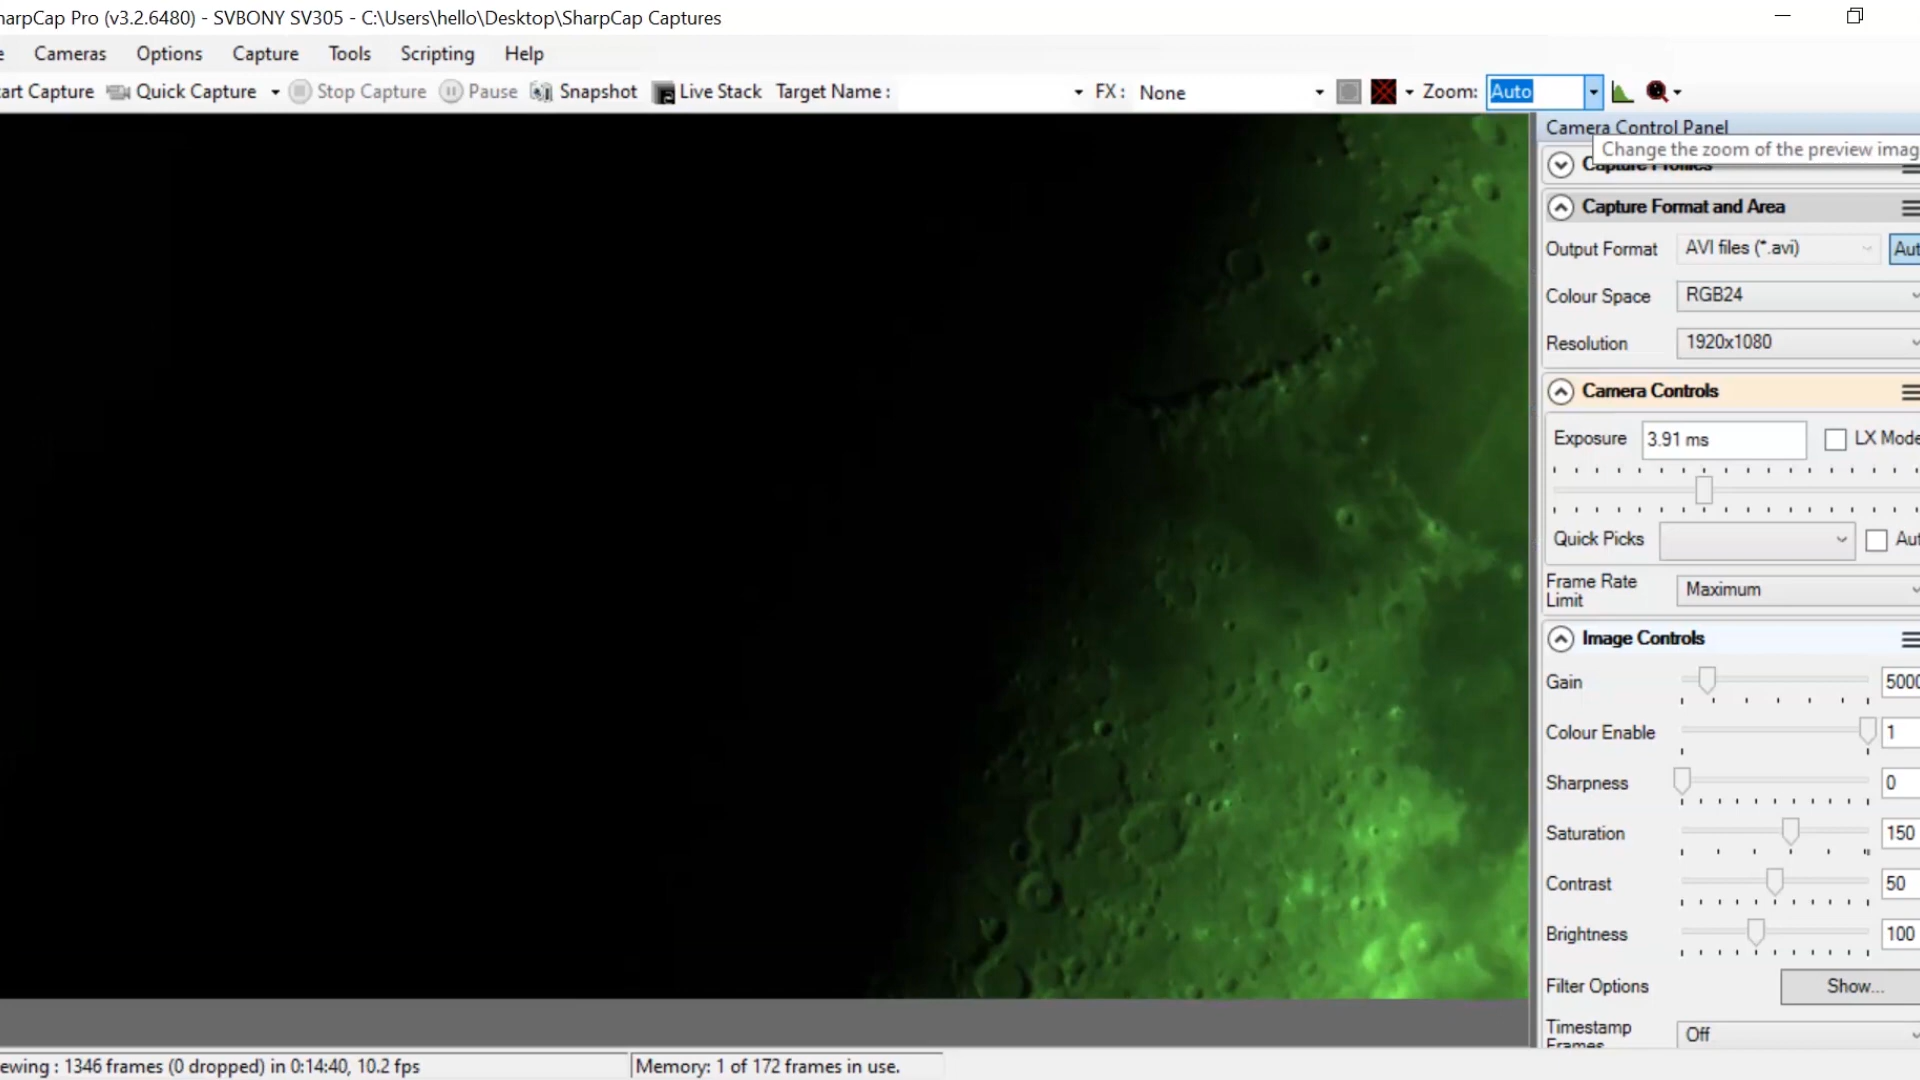 harpCap Pro (v3.2.6480) - SVBONY SV305 - C:\Users\hello\Desktop\SharpCap Captures
e Cameras Options Capture Tools Scripting Help
art Capture Quick Capture Stop Capture Pause Snapshot Live Stack Target Name : FX : None Zoom: Auto
Camera Control Panel
Change the zoom of the preview imag
Capture Profiles
Capture Format and Area
Output Format AVI files (*.avi) Aut
Colour Space RGB24
Resolution 1920x1080
Camera Controls
Exposure 3.91 ms LX Mode
Quick Picks Aut
Frame Rate
Limit Maximum
Image Controls
Gain 5000
Colour Enable 1
Sharpness 0
Saturation 150
Contrast 50
Brightness 100
Filter Options Show...
Timestamp
Frames Off
ewing : 1346 frames (0 dropped) in 0:14:40, 10.2 fps Memory: 1 of 172 frames in use.